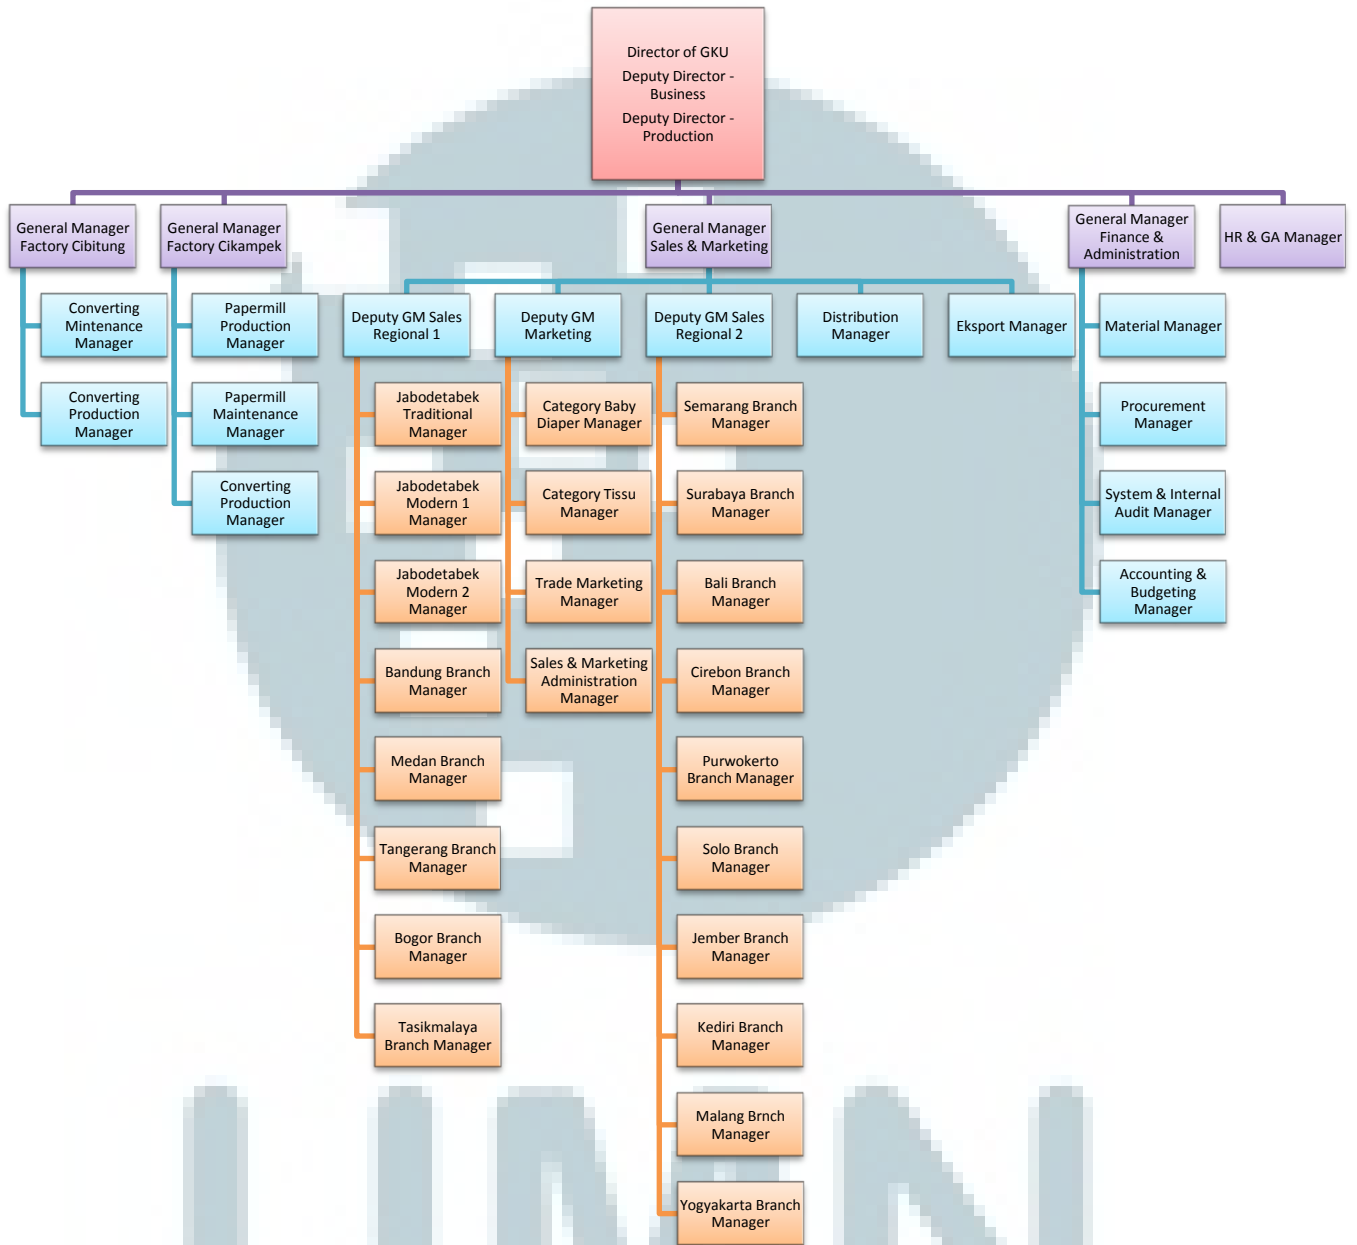 Director of GKU
Deputy Director -
Business
Deputy Director -
Production
General Manager
Factory Cibitung
General Manager
Factory Cikampek
General Manager
Sales & Marketing
General Manager
Finance &
Administration
HR & GA Manager
Converting
Mintenance
Manager
Converting
Production
Manager
Papermill
Production
Manager
Papermill
Maintenance
Manager
Converting
Production
Manager
Deputy GM Sales
Regional 1
Deputy GM
Marketing
Deputy GM Sales
Regional 2
Distribution
Manager
Eksport Manager
Jabodetabek
Traditional
Manager
Jabodetabek
Modern 1
Manager
Jabodetabek
Modern 2
Manager
Bandung Branch
Manager
Medan Branch
Manager
Tangerang Branch
Manager
Bogor Branch
Manager
Tasikmalaya
Branch Manager
Category Baby
Diaper Manager
Category Tissu
Manager
Trade Marketing
Manager
Sales & Marketing
Administration
Manager
Semarang Branch
Manager
Surabaya Branch
Manager
Bali Branch
Manager
Cirebon Branch
Manager
Purwokerto
Branch Manager
Solo Branch
Manager
Jember Branch
Manager
Kediri Branch
Manager
Malang Brnch
Manager
Yogyakarta Branch
Manager
Material Manager
Procurement
Manager
System & Internal
Audit Manager
Accounting &
Budgeting
Manager